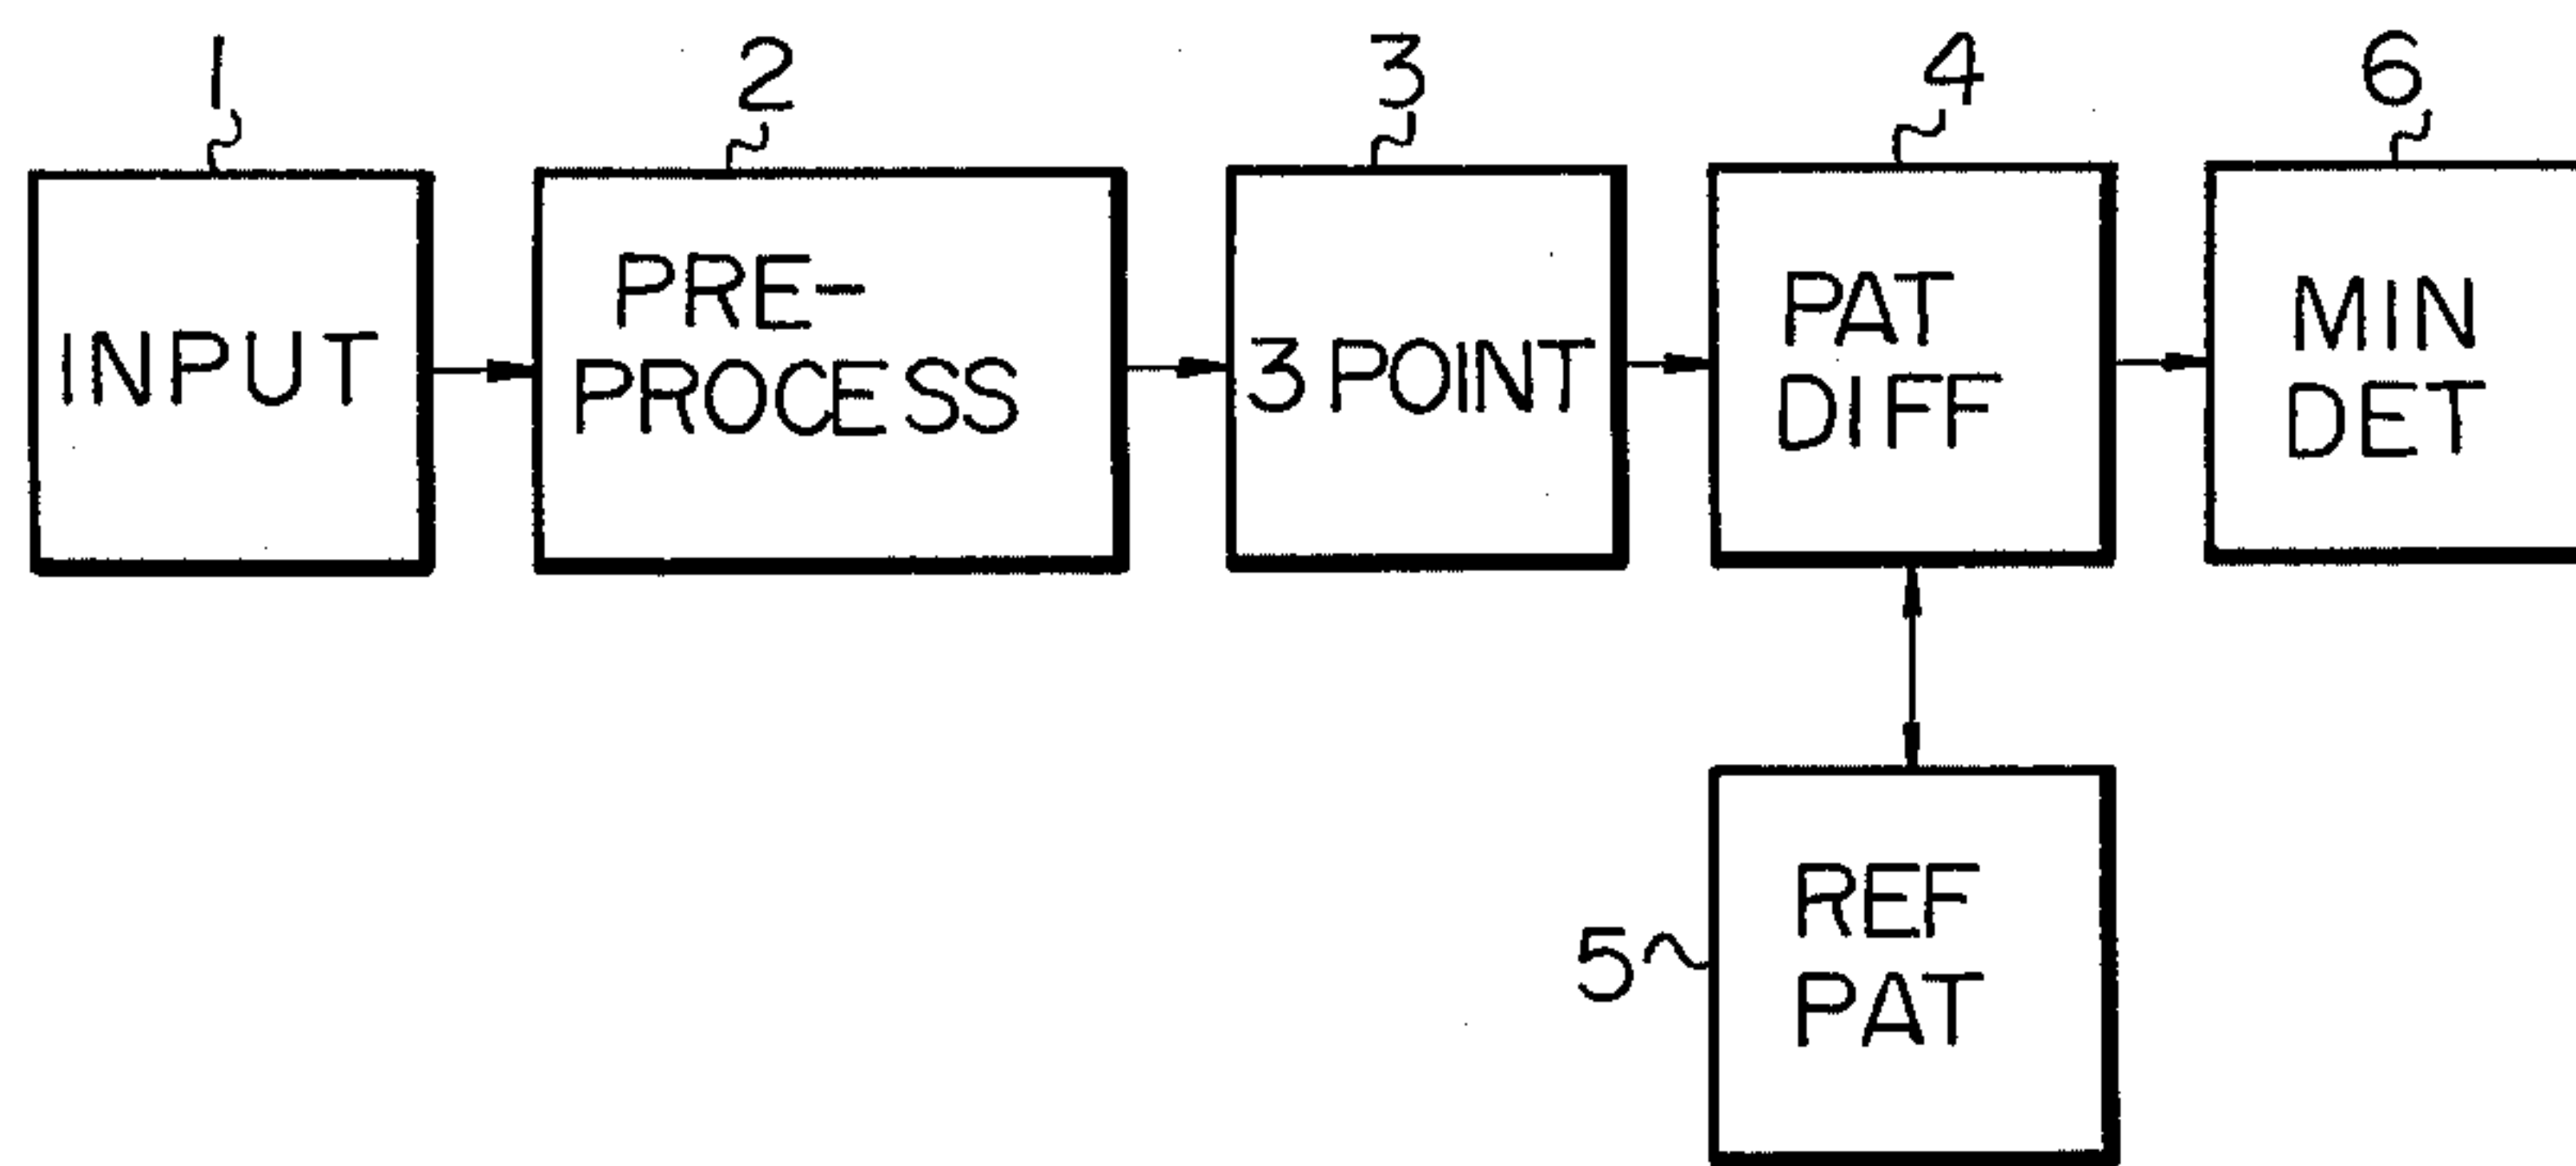 1 2 3 4 6
INPUT
PRE-
PROCESS
3 POINT
PAT
DIFF
MIN
DET
5
REF
PAT